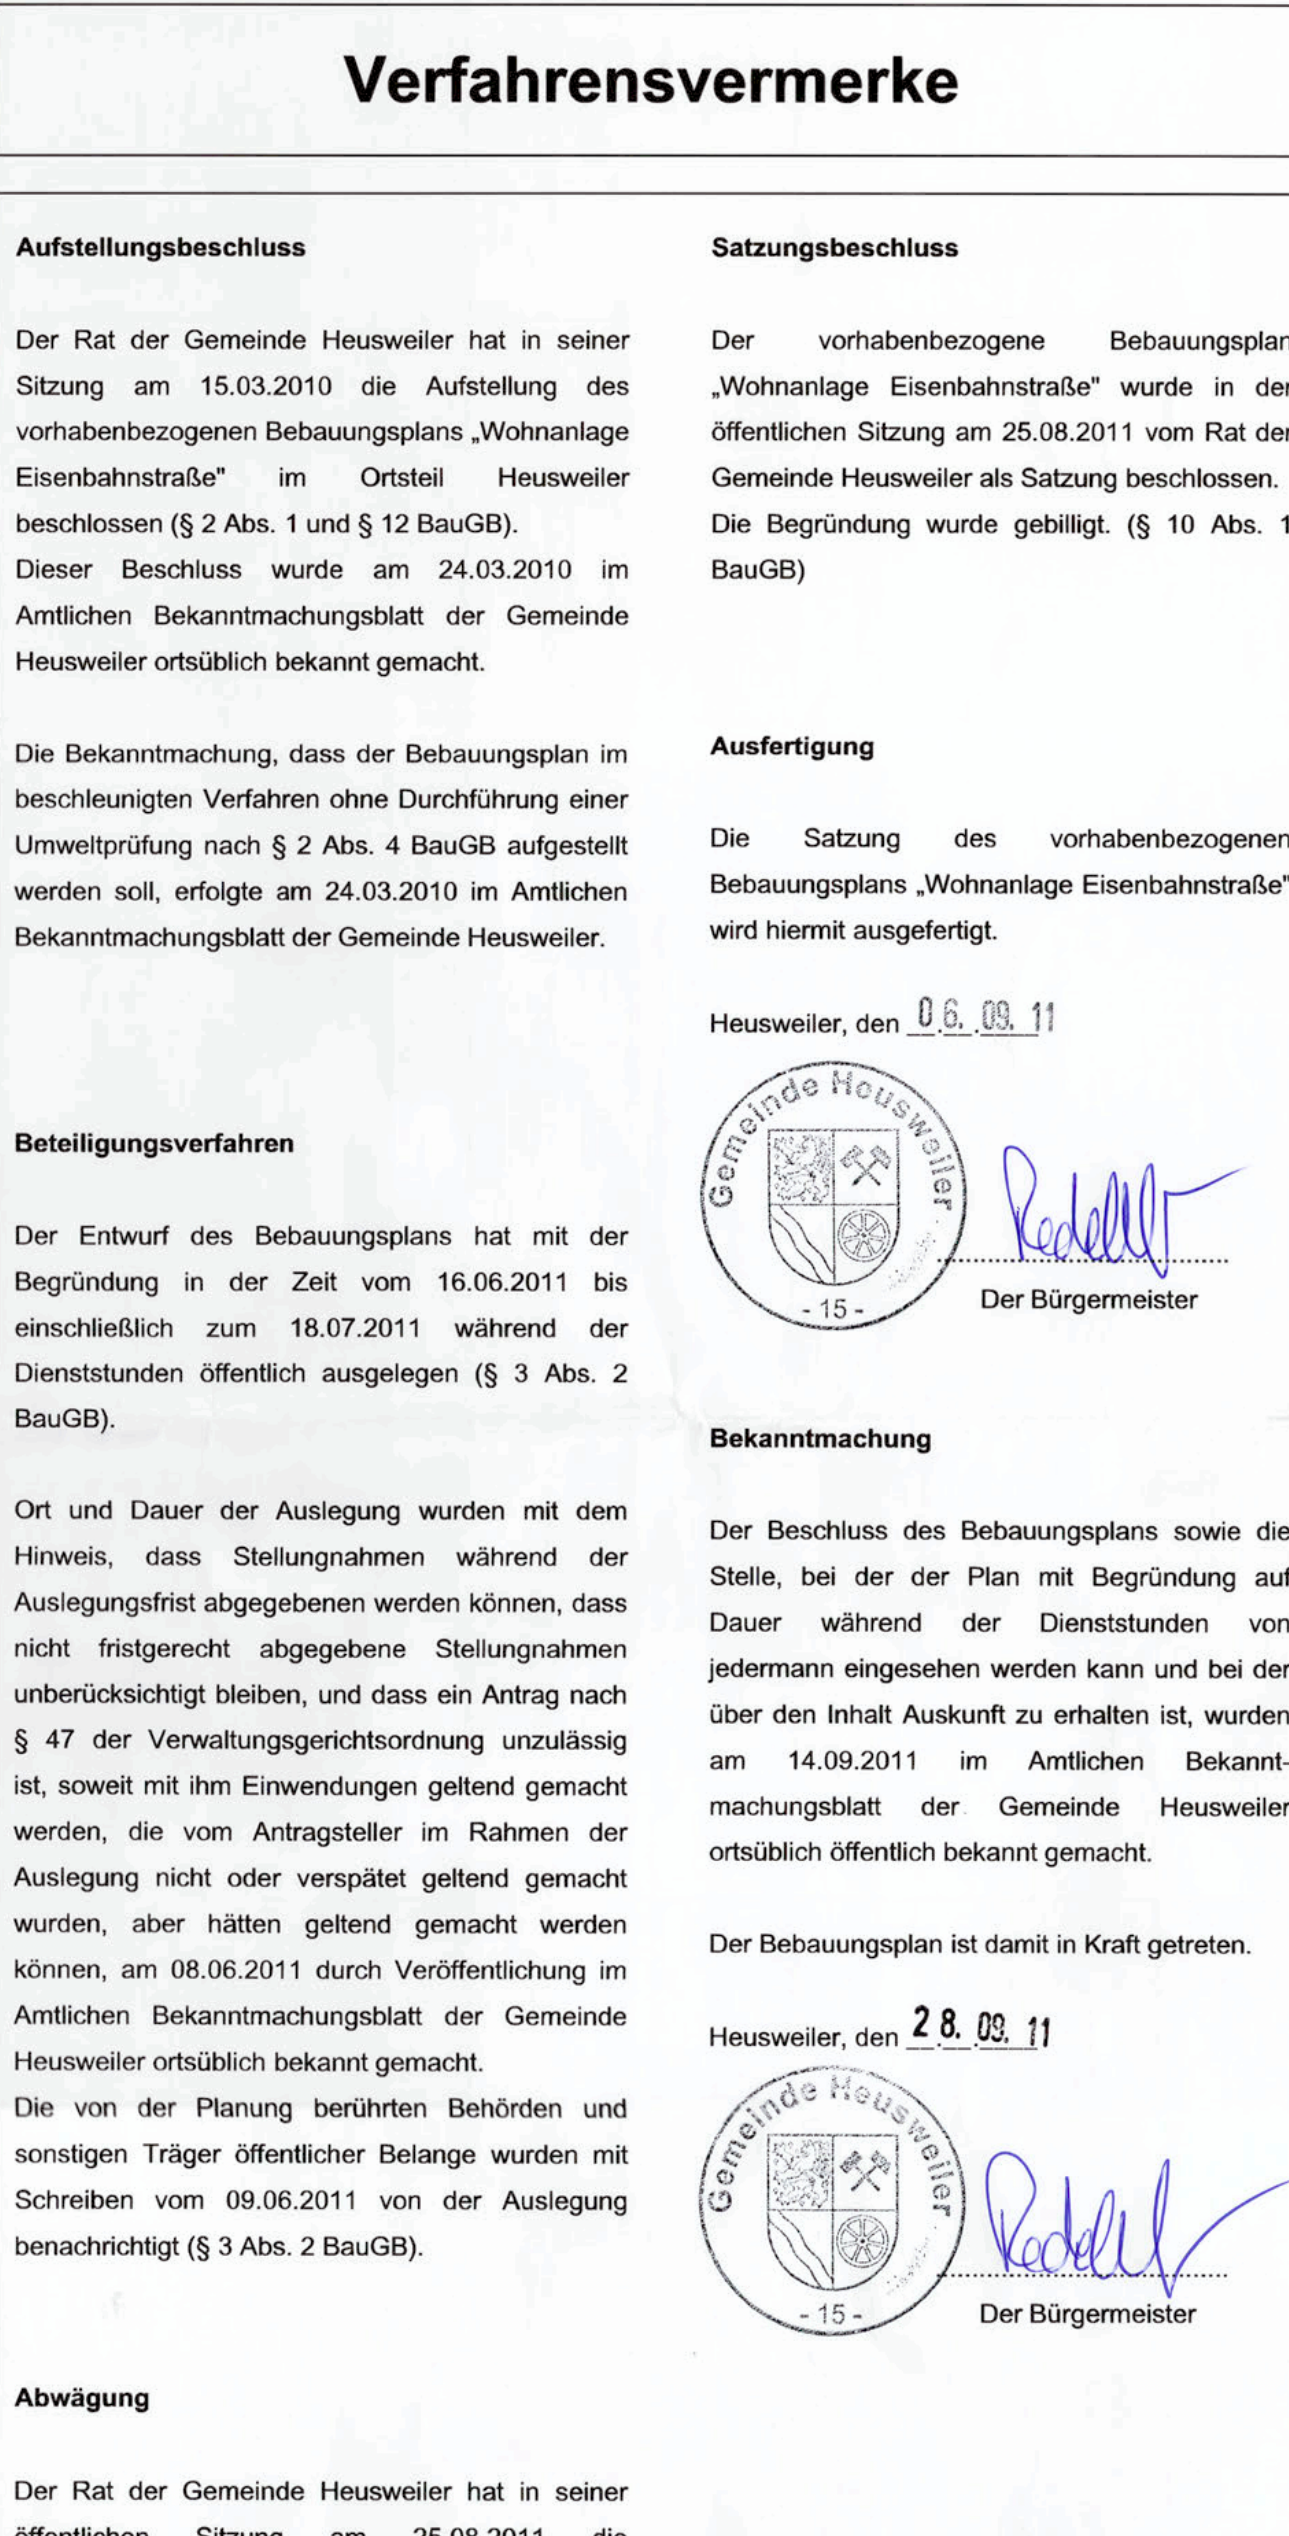 Verfahrensvermerke
Aufstellungsbeschluss
Der Rat der Gemeinde Heusweiler hat in seiner
Sitzung am 15.03.2010 die Aufstellung des
vorhabenbezogenen Bebauungsplans „Wohnanlage
Eisenbahnstraße" im Ortsteil Heusweiler
beschlossen (§ 2 Abs. 1 und § 12 BauGB).
Dieser Beschluss wurde am 24.03.2010 im
Amtlichen Bekanntmachungsblatt der Gemeinde
Heusweiler ortsüblich bekannt gemacht.
Die Bekanntmachung, dass der Bebauungsplan im
beschleunigten Verfahren ohne Durchführung einer
Umweltprüfung nach § 2 Abs. 4 BauGB aufgestellt
werden soll, erfolgte am 24.03.2010 im Amtlichen
Bekanntmachungsblatt der Gemeinde Heusweiler.
Beteiligungsverfahren
Der Entwurf des Bebauungsplans hat mit der
Begründung in der Zeit vom 16.06.2011 bis
einschließlich zum 18.07.2011 während der
Dienststunden öffentlich ausgelegen (§ 3 Abs. 2
BauGB).
Ort und Dauer der Auslegung wurden mit dem
Hinweis, dass Stellungnahmen während der
Auslegungsfrist abgegebenen werden können, dass
nicht fristgerecht abgegebene Stellungnahmen
unberücksichtigt bleiben, und dass ein Antrag nach
§ 47 der Verwaltungsgerichtsordnung unzulässig
ist, soweit mit ihm Einwendungen geltend gemacht
werden, die vom Antragsteller im Rahmen der
Auslegung nicht oder verspätet geltend gemacht
wurden, aber hätten geltend gemacht werden
können, am 08.06.2011 durch Veröffentlichung im
Amtlichen Bekanntmachungsblatt der Gemeinde
Heusweiler ortsüblich bekannt gemacht.
Die von der Planung berührten Behörden und
sonstigen Träger öffentlicher Belange wurden mit
Schreiben vom 09.06.2011 von der Auslegung
benachrichtigt (§ 3 Abs. 2 BauGB).
Abwägung
Der Rat der Gemeinde Heusweiler hat in seiner
öffentlichen Sitzung am 25.08.2011 die
Satzungsbeschluss
Der vorhabenbezogene Bebauungsplan
„Wohnanlage Eisenbahnstraße" wurde in der
öffentlichen Sitzung am 25.08.2011 vom Rat der
Gemeinde Heusweiler als Satzung beschlossen.
Die Begründung wurde gebilligt. (§ 10 Abs. 1
BauGB)
Ausfertigung
Die Satzung des vorhabenbezogenen
Bebauungsplans „Wohnanlage Eisenbahnstraße"
wird hiermit ausgefertigt.
Heusweiler, den 06. 09. 11
Gemeinde Heusweiler
- 15 -
Der Bürgermeister
Bekanntmachung
Der Beschluss des Bebauungsplans sowie die
Stelle, bei der der Plan mit Begründung auf
Dauer während der Dienststunden von
jedermann eingesehen werden kann und bei der
über den Inhalt Auskunft zu erhalten ist, wurden
am 14.09.2011 im Amtlichen Bekannt-
machungsblatt der Gemeinde Heusweiler
ortsüblich öffentlich bekannt gemacht.
Der Bebauungsplan ist damit in Kraft getreten.
Heusweiler, den 28. 09. 11
Gemeinde Heusweiler
- 15 -
Der Bürgermeister